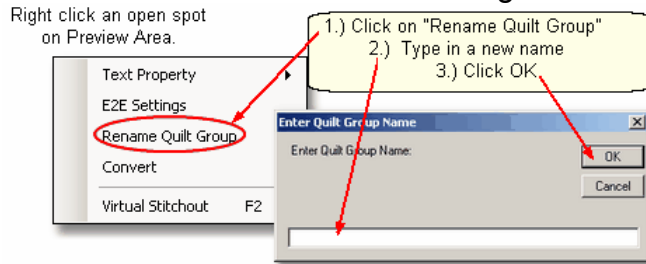 Right click an open spot
on Preview Area.
1.) Click on "Rename Quilt Group"
2.) Type in a new name
3.) Click OK
Text Property
E2E Settings
Rename Quilt Group
Convert
Virtual Stitchout F2
Enter Quilt Group Name
Enter Quilt Group Name:
OK
Cancel